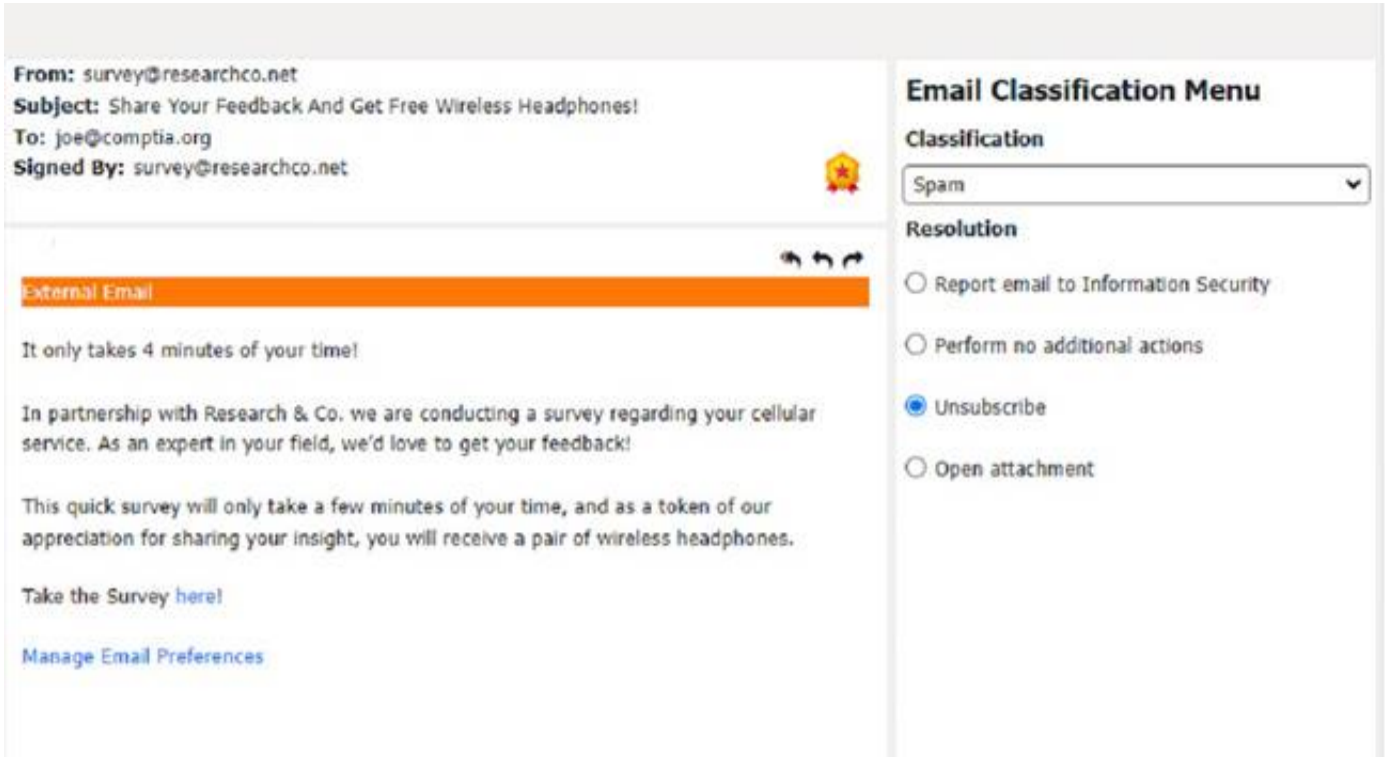 From: survey@researchco.net
Subject: Share Your Feedback And Get Free Wireless Headphones!
To: joe@comptia.org
Signed By: survey@researchco.net
External Email
It only takes 4 minutes of your time!
In partnership with Research & Co. we are conducting a survey regarding your cellular
service. As an expert in your field, we'd love to get your feedback!
This quick survey will only take a few minutes of your time, and as a token of our
appreciation for sharing your insight, you will receive a pair of wireless headphones.
Take the Survey here!
Manage Email Preferences
Email Classification Menu
Classification
Spam
Resolution
Report email to Information Security
Perform no additional actions
Unsubscribe
Open attachment